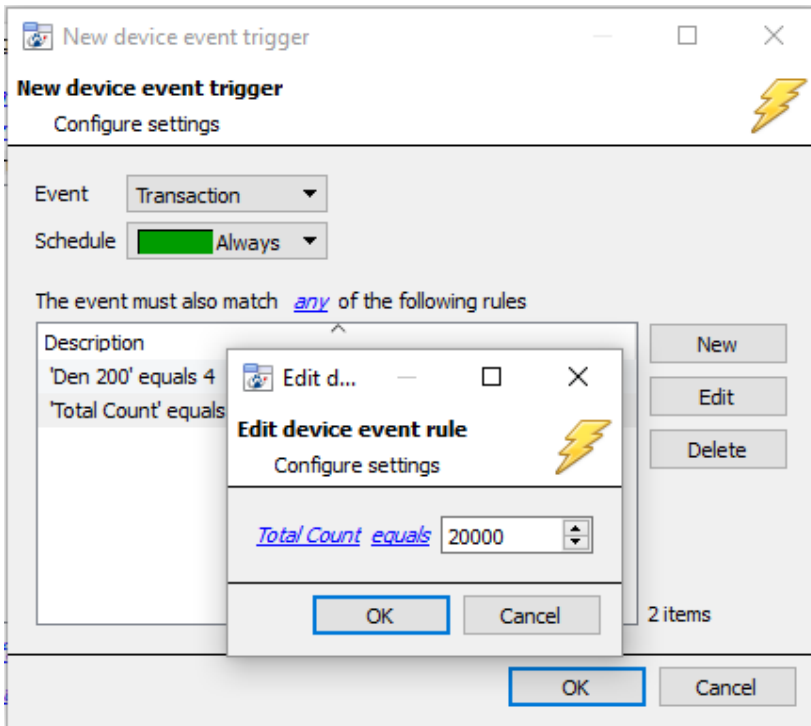 New device event trigger
New device event trigger
Configure settings
Event Transaction
Schedule Always
The event must also match any of the following rules
Description
'Den 200' equals 4
'Total Count' equals
New
Edit
Delete
2 items
OK Cancel
Edit d...
Edit device event rule
Configure settings
Total Count equals 20000
OK Cancel